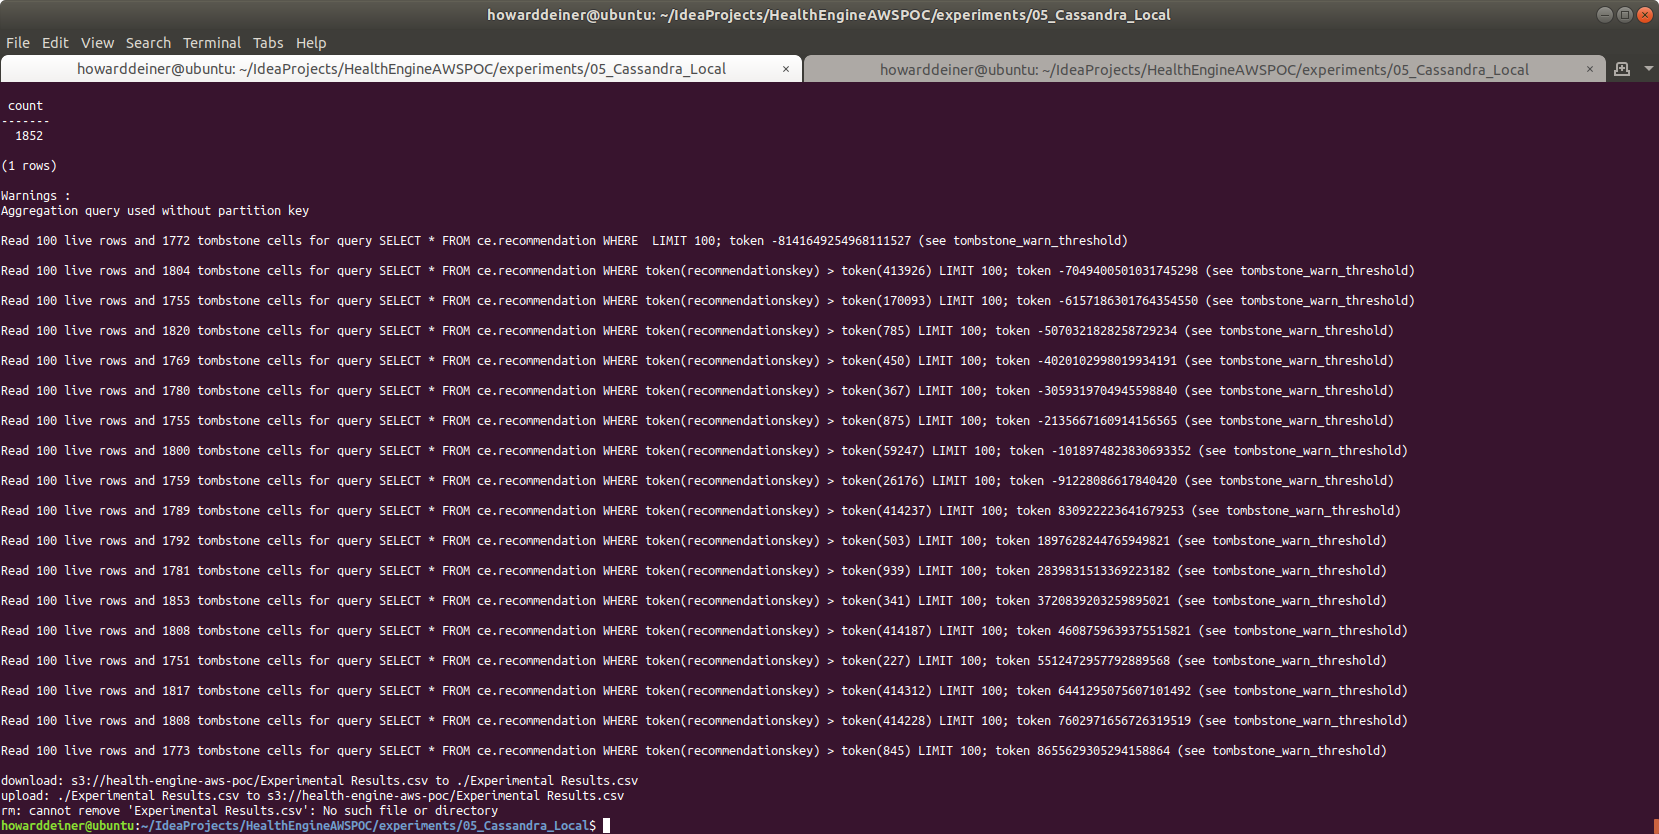 howarddeiner@ubuntu: ~/IdeaProjects/HealthEngineAWSPOC/experiments/05_Cassandra_Local
File Edit View Search Terminal Tabs Help
howarddeiner@ubuntu: ~/IdeaProjects/HealthEngineAWSPOC/experiments/05_Cassandra_Local × howarddeiner@ubuntu: ~/IdeaProjects/HealthEngineAWSPOC/experiments/05_Cassandra_Local ×
count
-------
1852
(1 rows)
Warnings :
Aggregation query used without partition key
Read 100 live rows and 1772 tombstone cells for query SELECT * FROM ce.recommendation WHERE  LIMIT 100; token -8141649254968111527 (see tombstone_warn_threshold)
Read 100 live rows and 1804 tombstone cells for query SELECT * FROM ce.recommendation WHERE token(recommendationskey) > token(413926) LIMIT 100; token -7049400501031745298 (see tombstone_warn_threshold)
Read 100 live rows and 1755 tombstone cells for query SELECT * FROM ce.recommendation WHERE token(recommendationskey) > token(170093) LIMIT 100; token -6157186301764354550 (see tombstone_warn_threshold)
Read 100 live rows and 1820 tombstone cells for query SELECT * FROM ce.recommendation WHERE token(recommendationskey) > token(785) LIMIT 100; token -5070321828258729234 (see tombstone_warn_threshold)
Read 100 live rows and 1769 tombstone cells for query SELECT * FROM ce.recommendation WHERE token(recommendationskey) > token(450) LIMIT 100; token -4020102998019934191 (see tombstone_warn_threshold)
Read 100 live rows and 1780 tombstone cells for query SELECT * FROM ce.recommendation WHERE token(recommendationskey) > token(367) LIMIT 100; token -3059319704945598840 (see tombstone_warn_threshold)
Read 100 live rows and 1755 tombstone cells for query SELECT * FROM ce.recommendation WHERE token(recommendationskey) > token(875) LIMIT 100; token -2135667160914156565 (see tombstone_warn_threshold)
Read 100 live rows and 1800 tombstone cells for query SELECT * FROM ce.recommendation WHERE token(recommendationskey) > token(59247) LIMIT 100; token -1018974823830693352 (see tombstone_warn_threshold)
Read 100 live rows and 1759 tombstone cells for query SELECT * FROM ce.recommendation WHERE token(recommendationskey) > token(26176) LIMIT 100; token -91228086617840420 (see tombstone_warn_threshold)
Read 100 live rows and 1789 tombstone cells for query SELECT * FROM ce.recommendation WHERE token(recommendationskey) > token(414237) LIMIT 100; token 830922223641679253 (see tombstone_warn_threshold)
Read 100 live rows and 1792 tombstone cells for query SELECT * FROM ce.recommendation WHERE token(recommendationskey) > token(503) LIMIT 100; token 1897628244765949821 (see tombstone_warn_threshold)
Read 100 live rows and 1781 tombstone cells for query SELECT * FROM ce.recommendation WHERE token(recommendationskey) > token(939) LIMIT 100; token 2839831513369223182 (see tombstone_warn_threshold)
Read 100 live rows and 1853 tombstone cells for query SELECT * FROM ce.recommendation WHERE token(recommendationskey) > token(341) LIMIT 100; token 3720839203259895021 (see tombstone_warn_threshold)
Read 100 live rows and 1808 tombstone cells for query SELECT * FROM ce.recommendation WHERE token(recommendationskey) > token(414187) LIMIT 100; token 4608759639375515821 (see tombstone_warn_threshold)
Read 100 live rows and 1751 tombstone cells for query SELECT * FROM ce.recommendation WHERE token(recommendationskey) > token(227) LIMIT 100; token 5512472957792889568 (see tombstone_warn_threshold)
Read 100 live rows and 1817 tombstone cells for query SELECT * FROM ce.recommendation WHERE token(recommendationskey) > token(414312) LIMIT 100; token 6441295075607101492 (see tombstone_warn_threshold)
Read 100 live rows and 1808 tombstone cells for query SELECT * FROM ce.recommendation WHERE token(recommendationskey) > token(414228) LIMIT 100; token 7602971656726319519 (see tombstone_warn_threshold)
Read 100 live rows and 1773 tombstone cells for query SELECT * FROM ce.recommendation WHERE token(recommendationskey) > token(845) LIMIT 100; token 8655629305294158864 (see tombstone_warn_threshold)
download: s3://health-engine-aws-poc/Experimental Results.csv to ./Experimental Results.csv
upload: ./Experimental Results.csv to s3://health-engine-aws-poc/Experimental Results.csv
rm: cannot remove 'Experimental Results.csv': No such file or directory
howarddeiner@ubuntu:~/IdeaProjects/HealthEngineAWSPOC/experiments/05_Cassandra_Local$